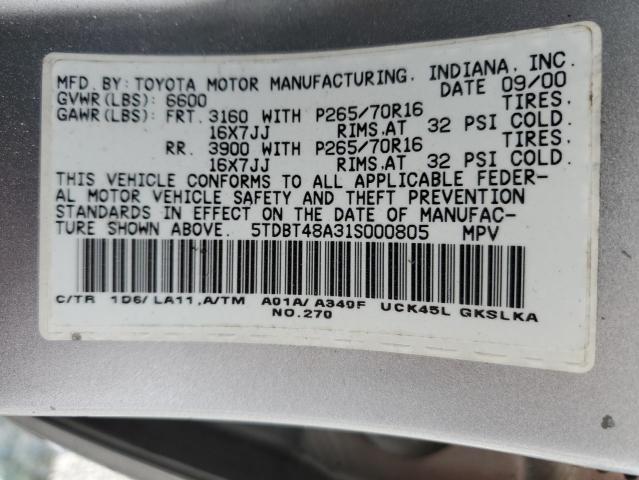 MFD. BY: TOYOTA MOTOR MANUFACTURING, INDIANA, INC.
GVWR (LBS): 6600 DATE 09/00
GAWR (LBS): FRT. 3160 WITH P265/70R16 TIRES.
16X7JJ RIMS.AT 32 PSI COLD.
RR. 3900 WITH P265/70R16 TIRES.
16X7JJ RIMS.AT 32 PSI COLD.
THIS VEHICLE CONFORMS TO ALL APPLICABLE FEDER-
AL MOTOR VEHICLE SAFETY AND THEFT PREVENTION
STANDARDS IN EFFECT ON THE DATE OF MANUFAC-
TURE SHOWN ABOVE. 5TDBT48A31S000805 MPV
C/TR 1D6/ LA11,A/TM A01A/ A340F UCK45L GKSLKA
NO.270